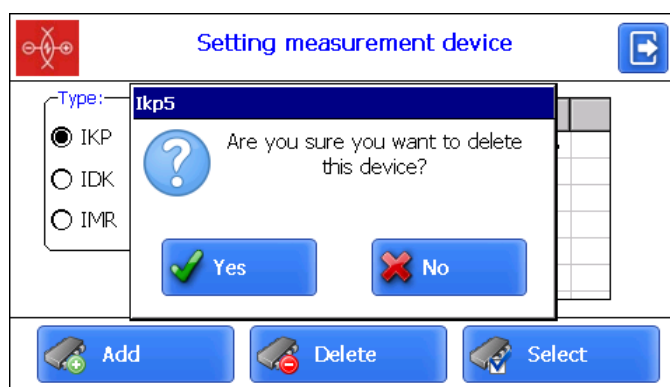 Setting measurement device
Type:
Ikp5
IKP
IDK
IMR
Are you sure you want to delete
this device?
Yes
No
Add
Delete
Select